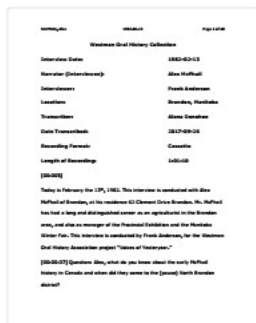 Westman Oral History Collection
Interview Date: 1982-02-13
Narrator (Interviewee): Alex McPhail
Interviewer: Frank Anderson
Location: Brandon, Manitoba
Transcriber: Alana Donohoe
Date Transcribed: 2017-09-26
Recording Format: Cassette
Length of Recording:
[00:00]
Today is February the 13th, 1982. This interview is conducted with Alex
McPhail of Brandon, at his residence 62 Clement Drive Brandon. Mr. McPhail
has had a long and distinguished career as an agriculturist in the Brandon
area, and also as manager of the Provincial Exhibition and the Manitoba
Winter Fair. This interview is conducted by Frank Anderson, for the Westman
Oral History Association project "Voices of Yesteryear."
Question: Alex, what do you know about the early McPhail
history in Canada and when did they come to the (pause) North Brandon
district?